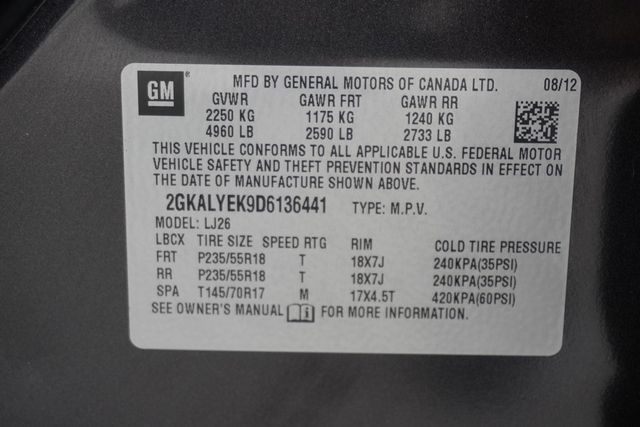 GM MFD BY GENERAL MOTORS OF CANADA LTD. 08/12
GVWR GAWR FRT GAWR RR
2250 KG 1175 KG 1240 KG
4960 LB 2590 LB 2733 LB
THIS VEHICLE CONFORMS TO ALL APPLICABLE U.S. FEDERAL MOTOR
VEHICLE SAFETY AND THEFT PREVENTION STANDARDS IN EFFECT ON
THE DATE OF MANUFACTURE SHOWN ABOVE.
2GKALYEK9D6136441 TYPE: M.P.V.
MODEL: LJ26
LBCX TIRE SIZE SPEED RTG RIM COLD TIRE PRESSURE
FRT P235/55R18 T 18X7J 240KPA(35PSI)
RR P235/55R18 T 18X7J 240KPA(35PSI)
SPA T145/70R17 M 17X4.5T 420KPA(60PSI)
SEE OWNER'S MANUAL i FOR MORE INFORMATION.